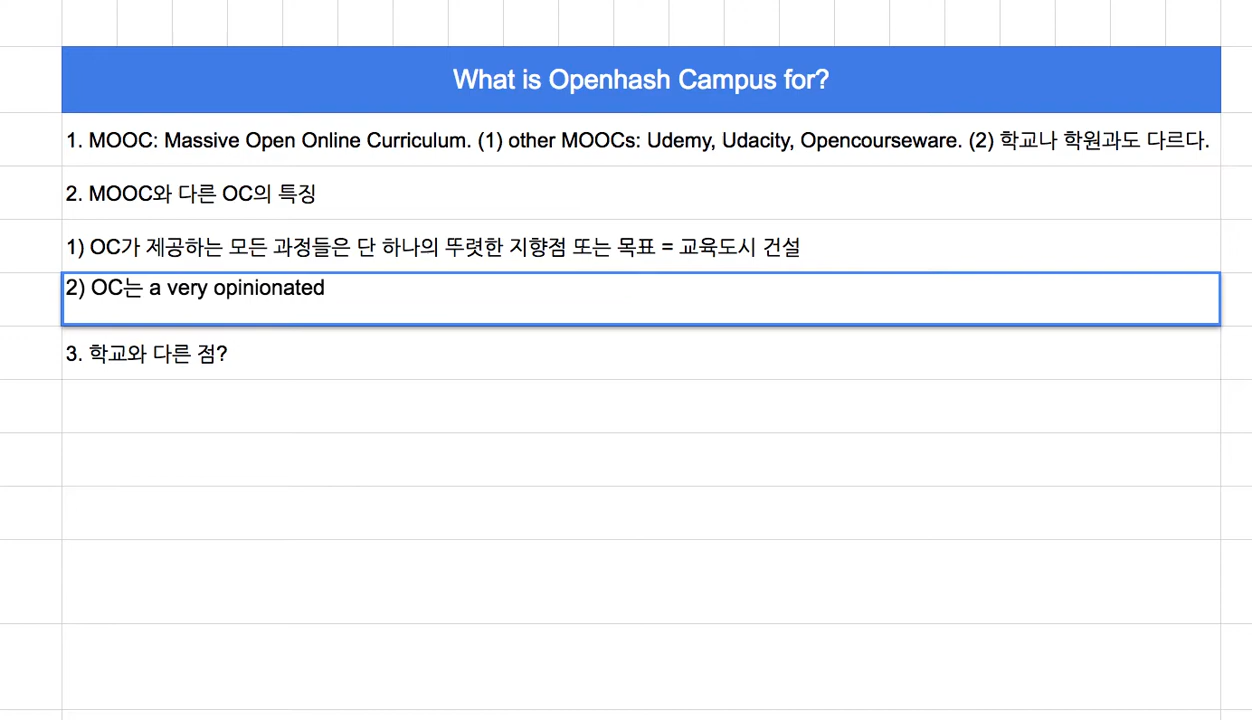 What is Openhash Campus for?
1. MOOC: Massive Open Online Curriculum. (1) other MOOCs: Udemy, Udacity, Opencourseware. (2) 학교나 학원과도 다르다.
2. MOOC와 다른 OC의 특징
1) OC가 제공하는 모든 과정들은 단 하나의 뚜렷한 지향점 또는 목표 = 교육도시 건설
2) OC는 a very opinionated
3. 학교와 다른 점?